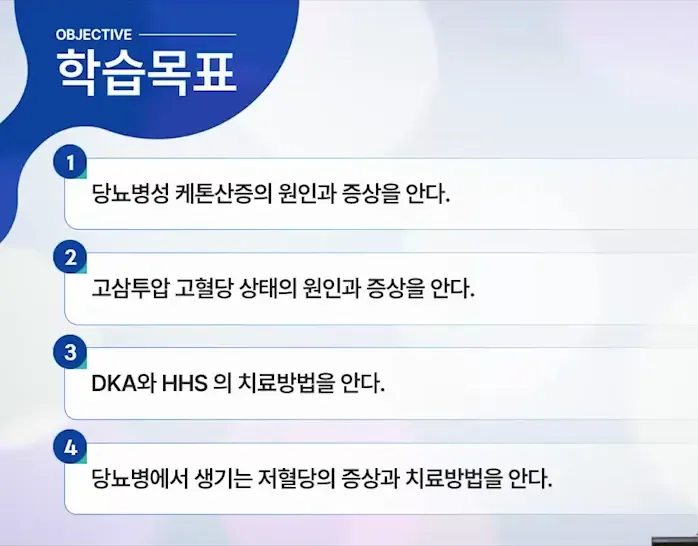 OBJECTIVE
학습목표
1
당뇨병성 케톤산증의 원인과 증상을 안다.
2
고삼투압 고혈당 상태의 원인과 증상을 안다.
3
DKA와 HHS 의 치료방법을 안다.
4
당뇨병에서 생기는 저혈당의 증상과 치료방법을 안다.